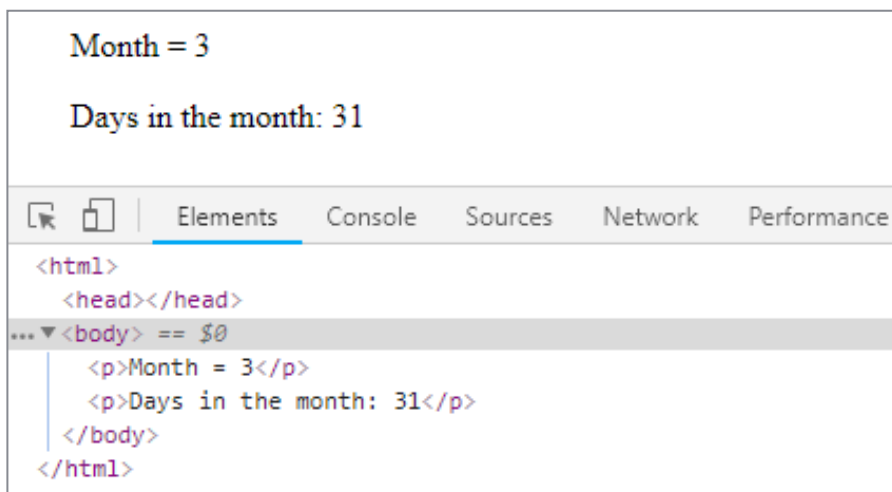 Month = 3
Days in the month: 31
Elements Console Sources Network Performance
<html>
<head></head>
... ▼<body> == $0
<p>Month = 3</p>
<p>Days in the month: 31</p>
</body>
</html>